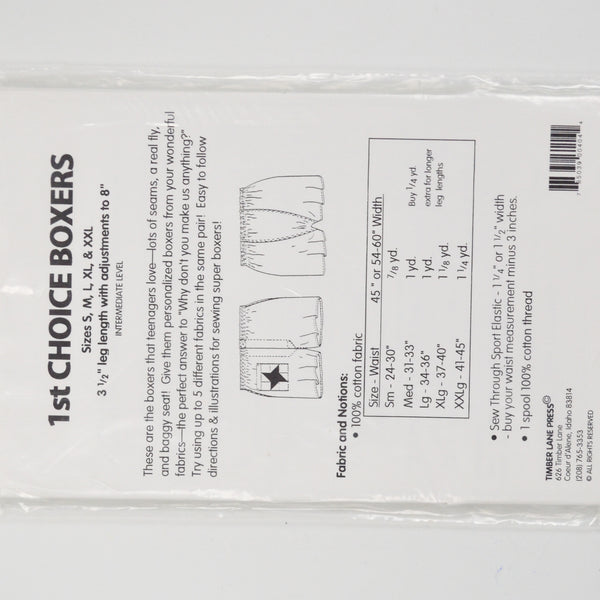 1st CHOICE BOXERS
Sizes S, M, L, XL, & XXL
3 1/2" leg length with adjustments to 8"
INTERMEDIATE LEVEL
These are the boxers that teenagers love—lots of seams, a real fly,
and baggy seat! Give them personalized boxers from your wonderful
fabrics—the perfect answer to "Why don't you make us anything?"
Try using up to 5 different fabrics in the same pair! Easy to follow
directions & illustrations for sewing super boxers!
Fabric and Notions:
• 100% cotton fabric
Size - Waist 45 " or 54-60" Width
Sm - 24-30" 7/8 yd.
Med - 31-33" 1 yd. Buy 1/4 yd.
Lg - 34-36" 1 yd. extra for longer
XLg - 37-40" 1 1/8 yd. leg lengths
XXLg - 41-45" 1 1/4 yd.
• Sew Through Sport Elastic - 1 1/4" or 1 1/2" width
- buy your waist measurement minus 3 inches.
• 1 spool 100% cotton thread
TIMBER LANE PRESS©
626 Timber Lane
Coeur d'Alene, Idaho 83814
(208) 765-3353
© ALL RIGHTS RESERVED